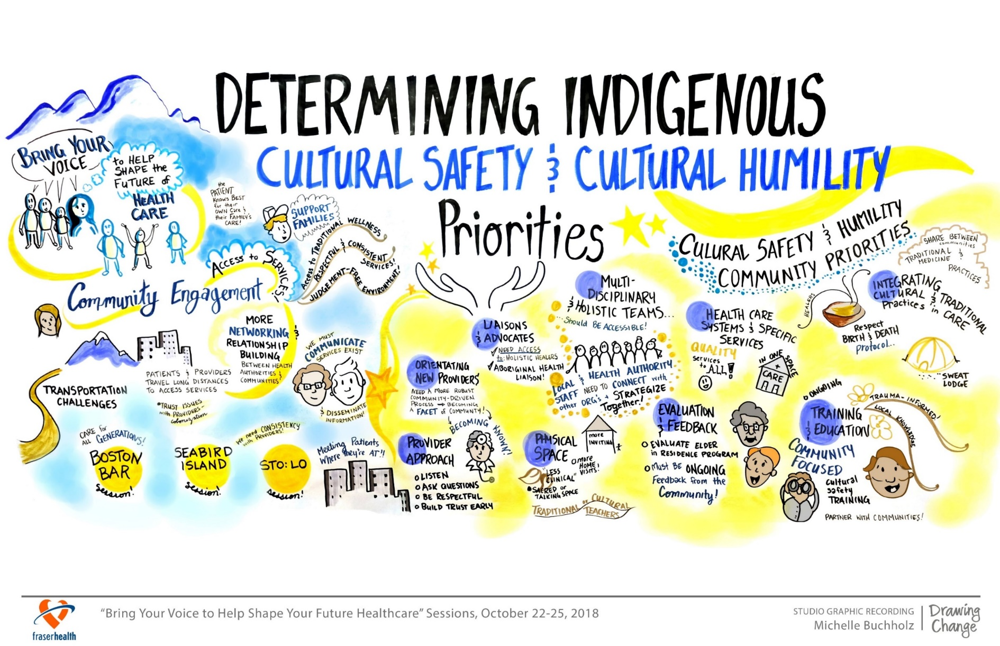 DETERMINING INDIGENOUS
CULTURAL SAFETY & CULTURAL HUMILITY
Priorities
BRING YOUR
VOICE
to HELP
SHAPE the
FUTURE of
HEALTH
CARE
the
PATIENT
Knows BEST
for their
OWN Care &
their FAMILY'S
CARE!
SUPPORT
FAMILIES
Access to TRADITIONAL WELLNESS
RESPECTFUL & CONSISTENT
SERVICES!
JUDGEMENT-FREE ENVIRONMENT!
ACCESS to SERVICES!
Community Engagement
MORE
NETWORKING &
RELATIONSHIP
BUILDING
BETWEEN HEALTH
AUTHORITIES &
COMMUNITIES
WE MUST
COMMUNICATE
SERVICES EXIST
& DISSEMINATE
INFORMATION!
PATIENTS & PROVIDERS
TRAVEL LONG DISTANCES
TO ACCESS SERVICES
TRANSPORTATION
CHALLENGES
• TRUST ISSUES
with PROVIDERS-
colonization
CARE for
ALL GENERATIONS!
BOSTON
BAR
session!
SEABIRD
ISLAND
session!
We need CONSISTENCY
with PROVIDERS!
STO:LO
session!
Meeting Patients
Where they're AT!!
LIAISONS
& ADVOCATES
✓ NEED ACCESS
to: HOLISTIC HEALERS
✓ ABORIGINAL HEALTH
LIAISON!
ORIENTATING
NEW PROVIDERS
NEED A MORE ROBUST
COMMUNITY-DRIVEN
PROCESS → BECOMING
A FACET of COMMUNTY!
BECOMING KNOWN!
PROVIDER
APPROACH
o LISTEN
o ASK QUESTIONS
o BE RESPECTFUL
o BUILD TRUST EARLY
MULTI-
DISCIPLINARY
& HOLISTIC TEAMS...
... Should BE ACCESSIBLE!
LOCAL & HEALTH AUTHORITY
STAFF NEED TO CONNECT with
other ORG's + STRATEGIZE
Together!
PHYSICAL
SPACE
more
INVITING
o more
HOME
VISITS!
"LESS
CLINICAL"
• SACRED or
TALKING SPACE
TRADITIONAL or CULTURAL
TEACHERS
CULURAL SAFETY & HUMILITY
COMMUNITY PRIORITIES
HEALTH CARE
SYSTEMS & SPECIFIC
SERVICES
QUALITY
services
to ALL!
IN ONE SPACE
CARE
EVALUATION
& FEEDBACK
o EVALUATE ELDER
in RESIDENCE PROGRAM
o MUST BE ONGOING
Feedback from the
Community!
SHARE BETWEEN
communities
TRADITIONAL &
MEDICINE
PRACTICES
HEALERS
INTEGRATING
CULTURAL & TRADITIONAL
Practices in CARE
Respect
BIRTH & DEATH
protocol...
SWEAT
LODGE
o ONGOING
TRAINING
& EDUCATION
TRAUMA-INFORMED!
LOCAL KNOWLEDGE
COMMUNITY
FOCUSED
cultural
safety
TRAINING
PARTNER WITH COMMUNITIES!
fraserhealth
"Bring Your Voice to Help Shape Your Future Healthcare" Sessions, October 22-25, 2018
STUDIO GRAPHIC RECORDING
Michelle Buchholz
Drawing
Change